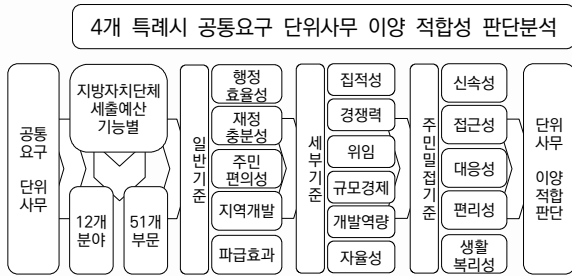 4개 특례시 공통요구 단위사무 이양 적합성 판단분석
공통
요구
단위
사무
지방자치단체
세출예산
기능별
12개
분야
51개
부문
일반기준
행정
효율성
재정
충분성
주민
편의성
지역개발
파급효과
세부기준
집적성
경쟁력
위임
규모경제
개발역량
자율성
주민밀접기준
신속성
접근성
대응성
편리성
생활
복리성
단위
사무
이양
적합
판단